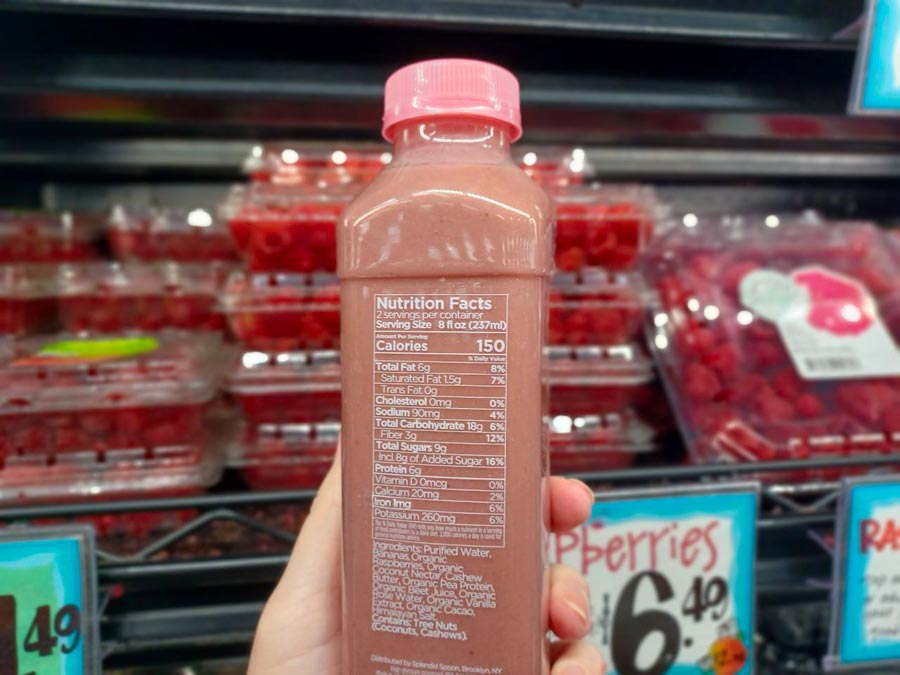 Nutrition Facts
2 servings per container
Serving Size 8 fl oz (237ml)
Amount Per Serving
Calories 150
% Daily Value
Total Fat 6g 8%
Saturated Fat 1.5g 7%
Trans Fat 0g
Cholesterol 0mg 0%
Sodium 90mg 4%
Total Carbohydrate 18g 6%
Fiber 3g 12%
Total Sugars 9g
Incl. 8g of Added Sugar 16%
Protein 6g
Vitamin D 0mcg 0%
Calcium 20mg 2%
Iron 1mg 6%
Potassium 260mg 6%
Ingredients: Purified Water,
Bananas, Organic
Raspberries, Organic
Coconut Nectar, Cashew
Butter, Organic Pea Protein,
Organic Beet Juice, Organic
Rose Water, Organic Vanilla
Extract, Organic Cacao,
Himalayan Salt.
Contains: Tree Nuts
(Coconuts, Cashews).
Distributed by Splendid Spoon, Brooklyn, NY
pberries
6.49
49
RA